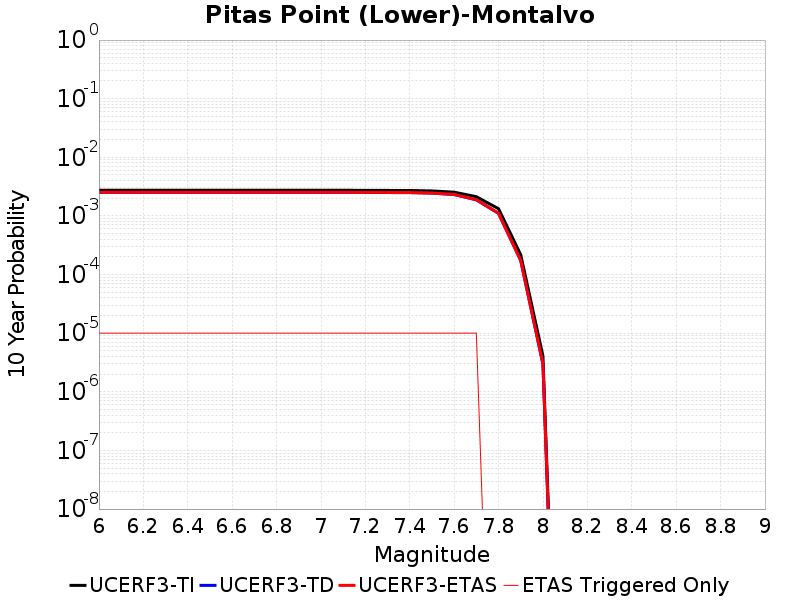 Pitas Point (Lower)-Montalvo
10^0
10^-1
10^-2
10^-3
10^-4
10^-5
10^-6
10^-7
10^-8
10 Year Probability
6 6.2 6.4 6.6 6.8 7 7.2 7.4 7.6 7.8 8 8.2 8.4 8.6 8.8 9
Magnitude
UCERF3-TI UCERF3-TD UCERF3-ETAS ETAS Triggered Only